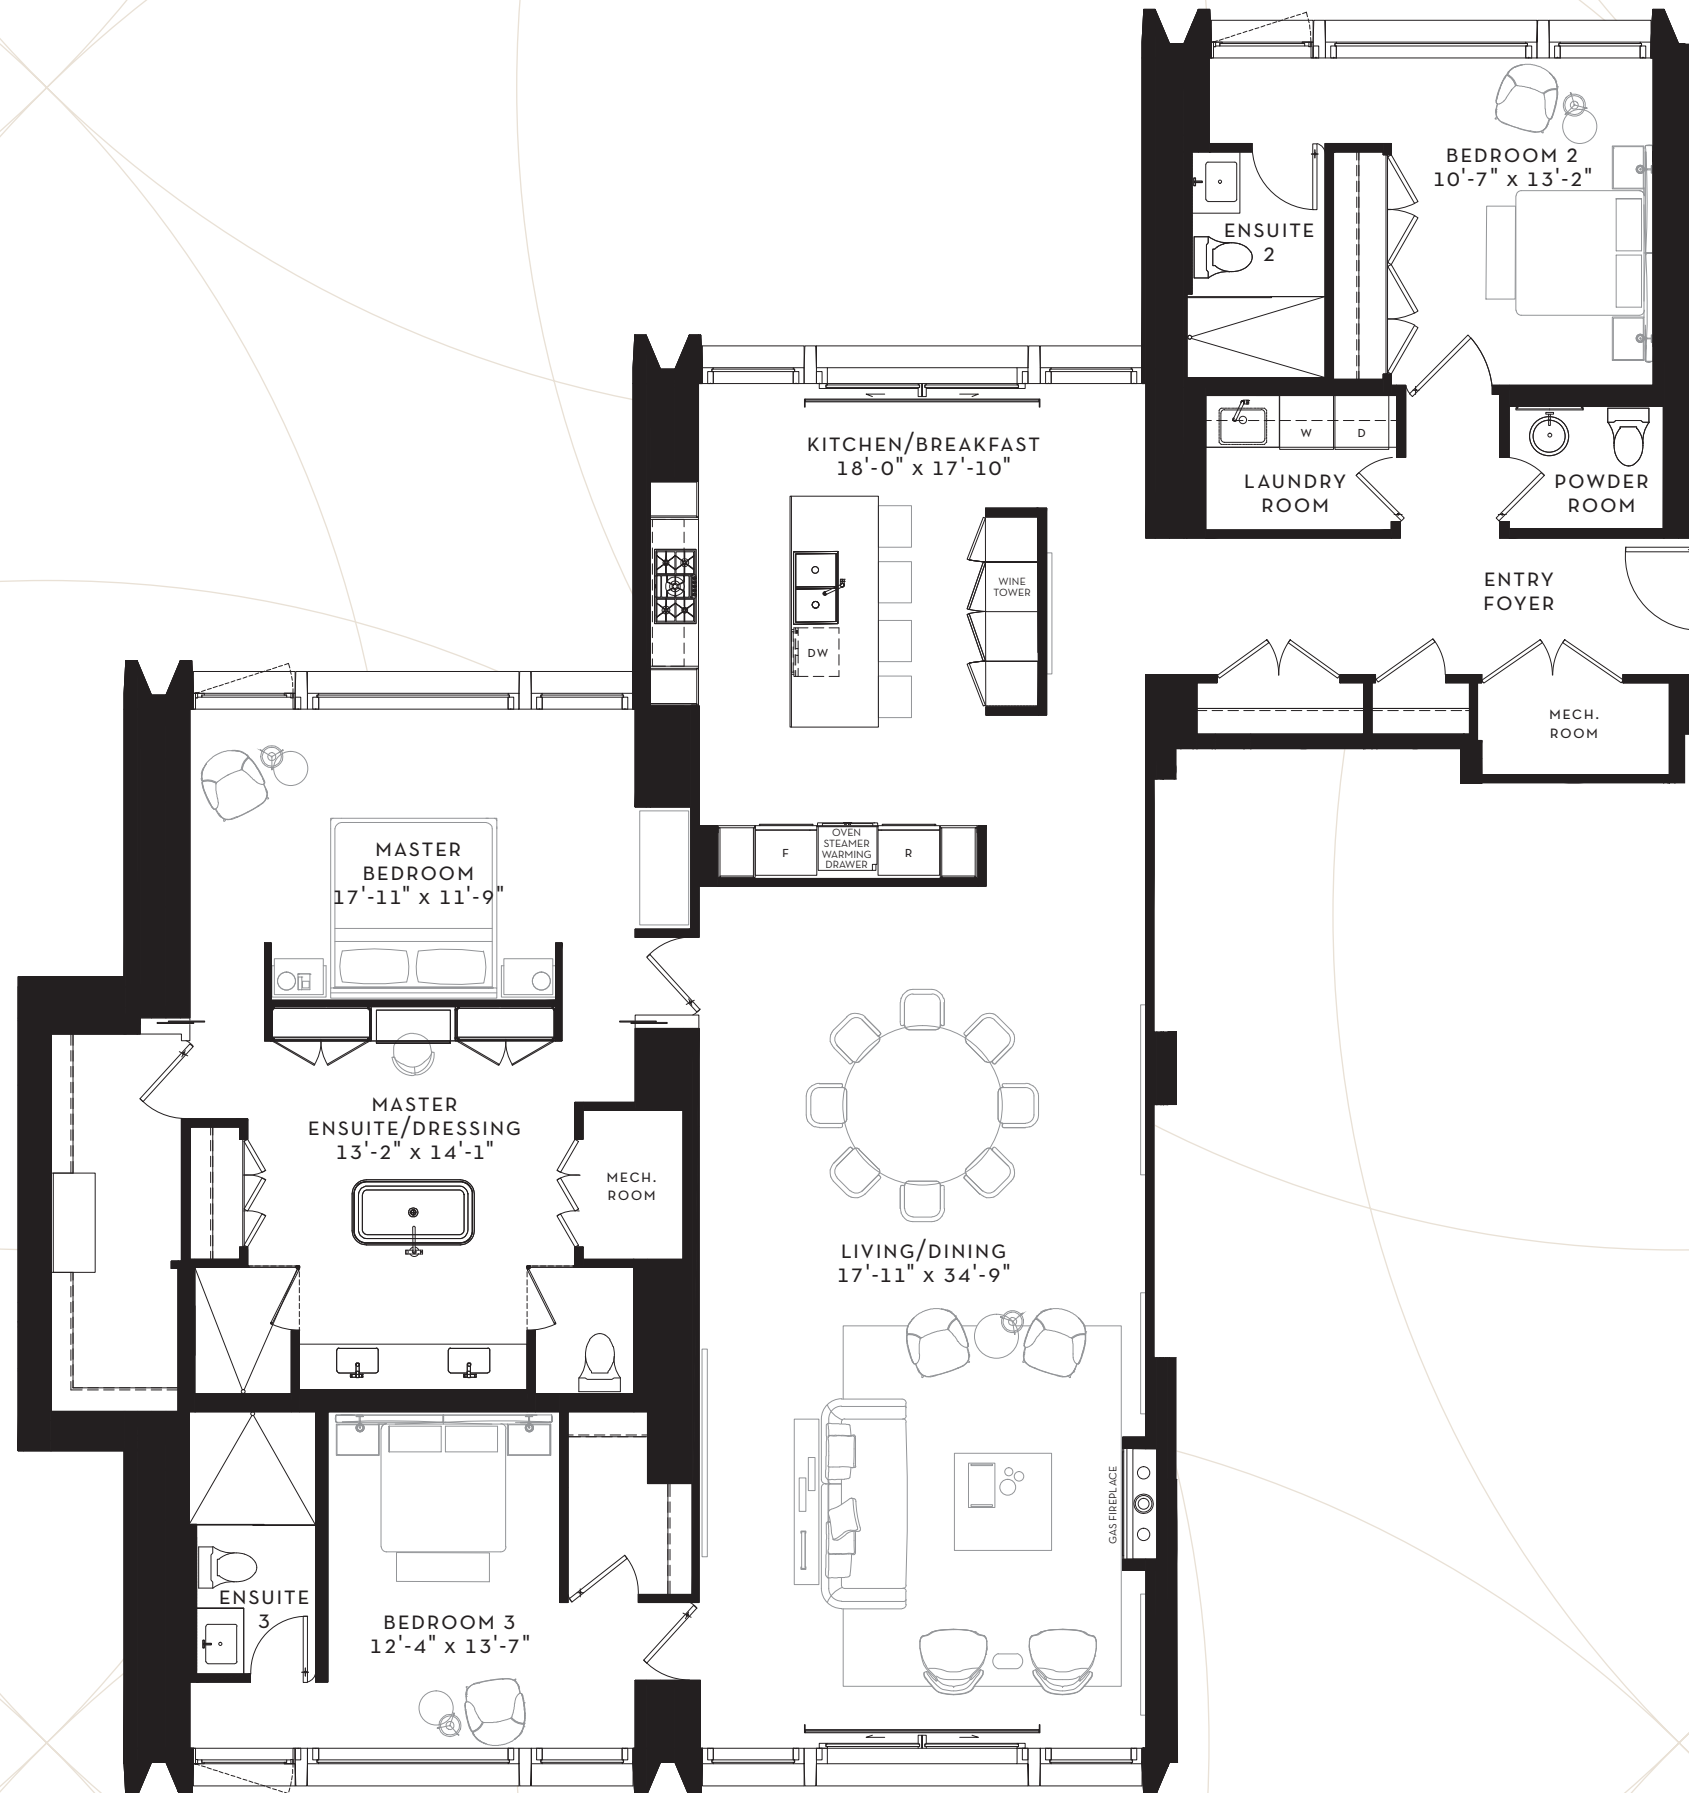 BEDROOM 2
10'-7" x 13'-2"
ENSUITE
2
KITCHEN/BREAKFAST
18'-0" x 17'-10"
W
D
LAUNDRY
ROOM
POWDER
ROOM
ENTRY
FOYER
WINE
TOWER
DW
MECH.
ROOM
F
OVEN
STEAMER
WARMING
DRAWER
R
MASTER
BEDROOM
17'-11" x 11'-9"
MASTER
ENSUITE/DRESSING
13'-2" x 14'-1"
MECH.
ROOM
LIVING/DINING
17'-11" x 34'-9"
GAS FIREPLACE
ENSUITE
3
BEDROOM 3
12'-4" x 13'-7"